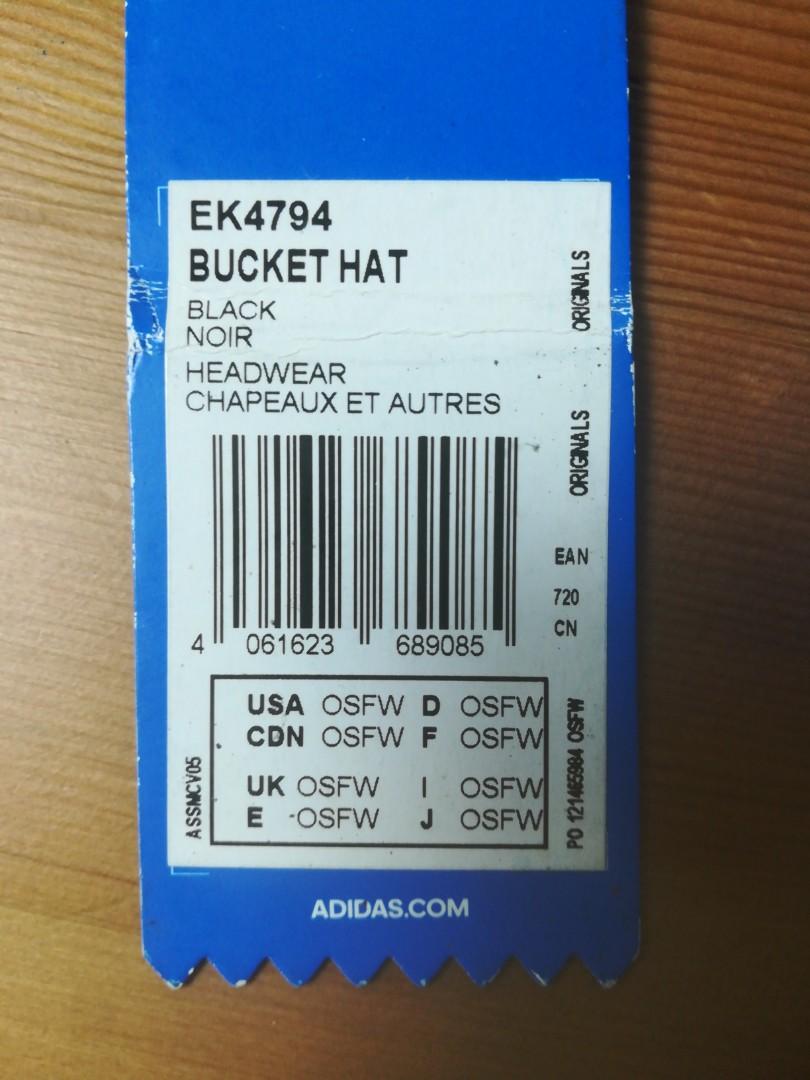 EK4794
BUCKET HAT
BLACK
NOIR
HEADWEAR
CHAPEAUX ET AUTRES
ORIGINALS
ORIGINALS
EAN
720
CN
4 061623 689085
USA OSFW D OSFW
CDN OSFW F OSFW
UK OSFW I OSFW
E OSFW J OSFW
ASSMCV05
PO 121465984 OSFW
ADIDAS.COM